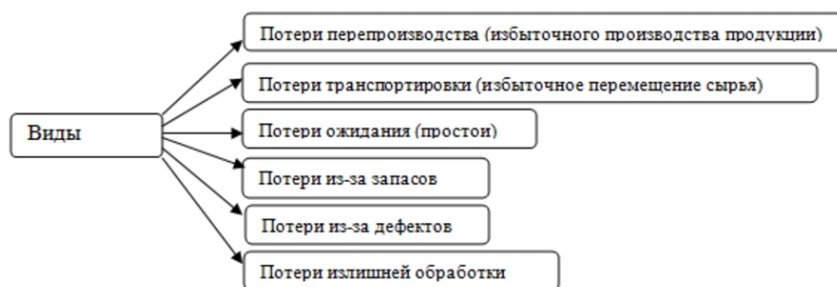 Потери перепроизводства (избыточного производства продукции)
Потери транспортировки (избыточное перемещение сырья)
Виды
Потери ожидания (простои)
Потери из-за запасов
Потери из-за дефектов
Потери излишней обработки